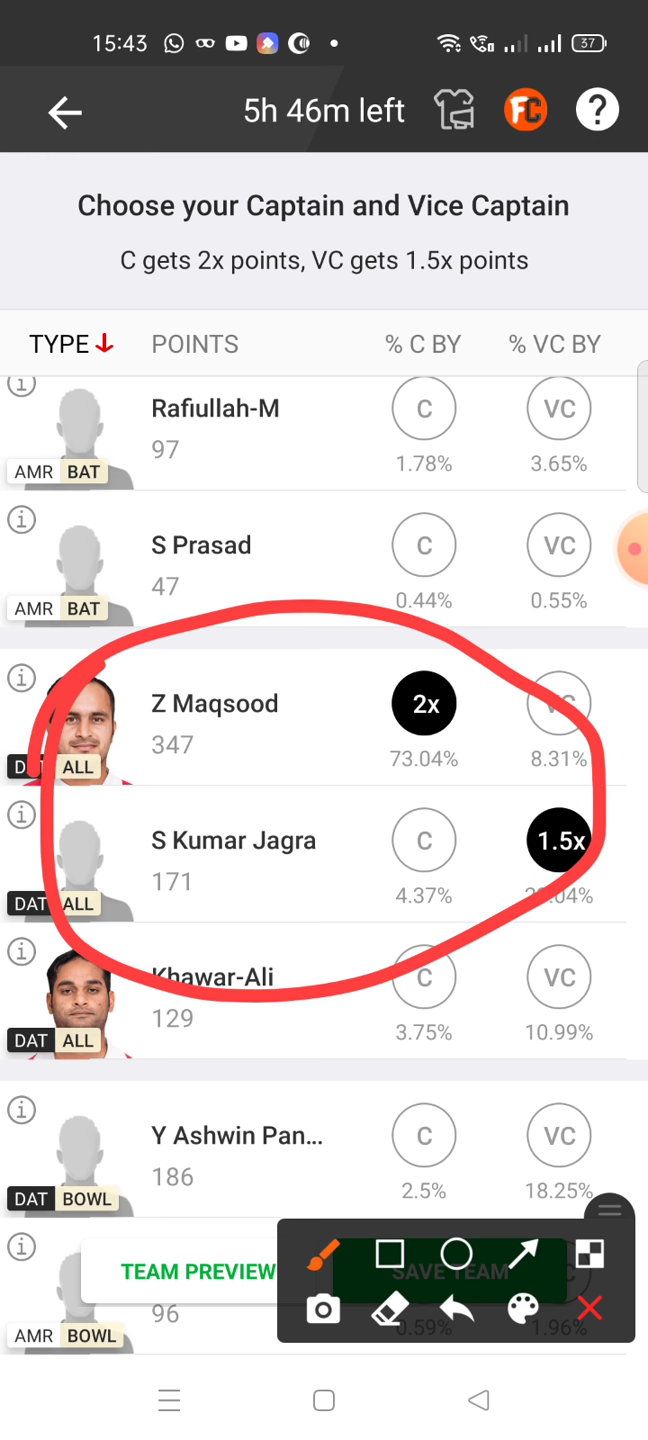 15:43
37
5h 46m left
FC
?
Choose your Captain and Vice Captain
C gets 2x points, VC gets 1.5x points
TYPE POINTS % C BY % VC BY
Rafiullah-M C VC
97
AMR BAT 1.78% 3.65%
S Prasad C VC
47
AMR BAT 0.44% 0.55%
Z Maqsood 2x VC
347
ALL 73.04% 8.31%
S Kumar Jagra C 1.5x
171
DAT ALL 4.37%
Khawar-Ali C VC
129
DAT ALL 3.75% 10.99%
Y Ashwin Pan... C VC
186
DAT BOWL 2.5% 18.25%
TEAM PREVIEW SAVE TEAM
96
AMR BOWL 0.59% 1.96%